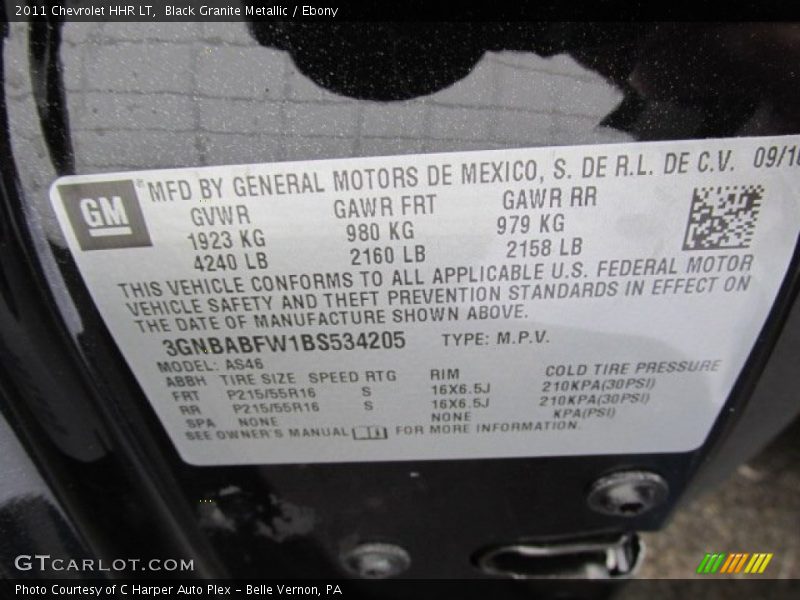 2011 Chevrolet HHR LT, Black Granite Metallic / Ebony
GM
MFD BY GENERAL MOTORS DE MEXICO, S. DE R.L. DE C.V. 09/10
GVWR GAWR FRT GAWR RR
1923 KG 980 KG 979 KG
4240 LB 2160 LB 2158 LB
THIS VEHICLE CONFORMS TO ALL APPLICABLE U.S. FEDERAL MOTOR
VEHICLE SAFETY AND THEFT PREVENTION STANDARDS IN EFFECT ON
THE DATE OF MANUFACTURE SHOWN ABOVE.
3GNBABFW1BS534205 TYPE: M.P.V.
MODEL: AS46
ABBH TIRE SIZE SPEED RTG RIM COLD TIRE PRESSURE
FRT P215/55R16 S 16X6.5J 210KPA(30PSI)
RR P215/55R16 S 16X6.5J 210KPA(30PSI)
SPA NONE NONE KPA(PSI)
SEE OWNER'S MANUAL FOR MORE INFORMATION
GTCARLOT.COM
Photo Courtesy of C Harper Auto Plex - Belle Vernon, PA